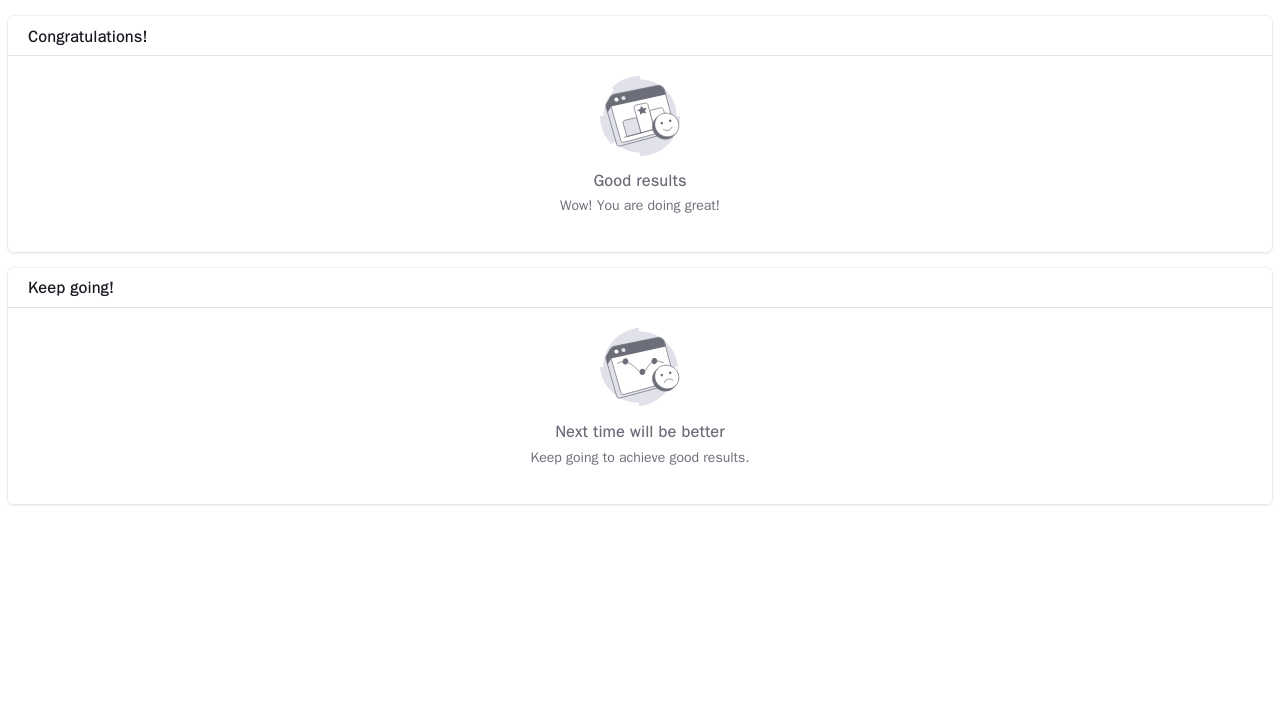 Congratulations!
Good results
Wow! You are doing great!
Keep going!
Next time will be better
Keep going to achieve good results.